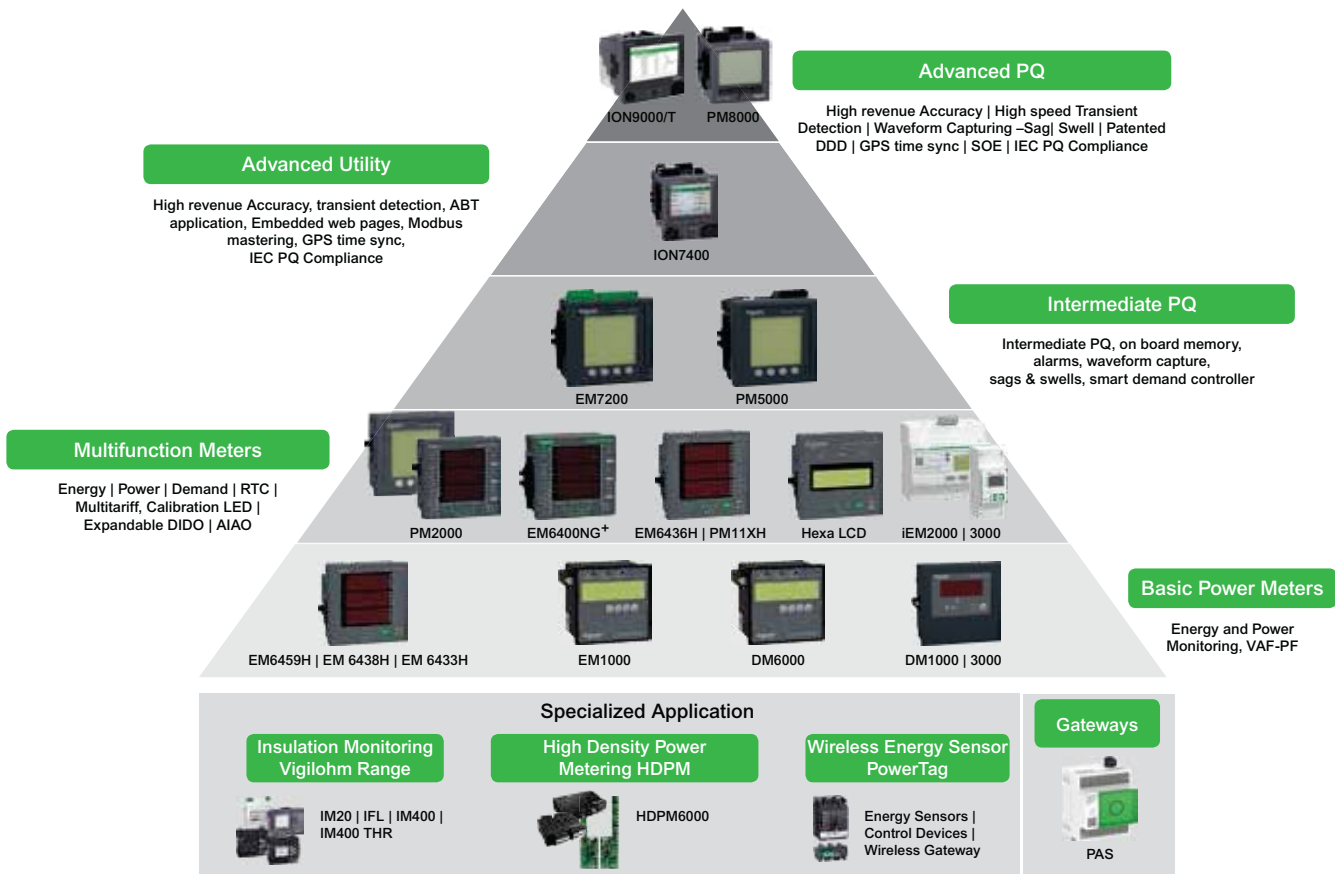 Advanced PQ
High revenue Accuracy | High speed Transient
Detection | Waveform Capturing –Sag| Swell | Patented
DDD | GPS time sync | SOE | IEC PQ Compliance
ION9000/T
PM8000
Advanced Utility
High revenue Accuracy, transient detection, ABT
application, Embedded web pages, Modbus
mastering, GPS time sync,
IEC PQ Compliance
ION7400
Intermediate PQ
Intermediate PQ, on board memory,
alarms, waveform capture,
sags & swells, smart demand controller
EM7200
PM5000
Multifunction Meters
Energy | Power | Demand | RTC |
Multitariff, Calibration LED |
Expandable DIDO | AIAO
PM2000
EM6400NG+
EM6436H | PM11XH
Hexa LCD
iEM2000 | 3000
Basic Power Meters
Energy and Power
Monitoring, VAF-PF
EM6459H | EM 6438H | EM 6433H
EM1000
DM6000
DM1000 | 3000
Specialized Application
Insulation Monitoring
Vigilohm Range
IM20 | IFL | IM400 |
IM400 THR
High Density Power
Metering HDPM
HDPM6000
Wireless Energy Sensor
PowerTag
Energy Sensors |
Control Devices |
Wireless Gateway
Gateways
PAS